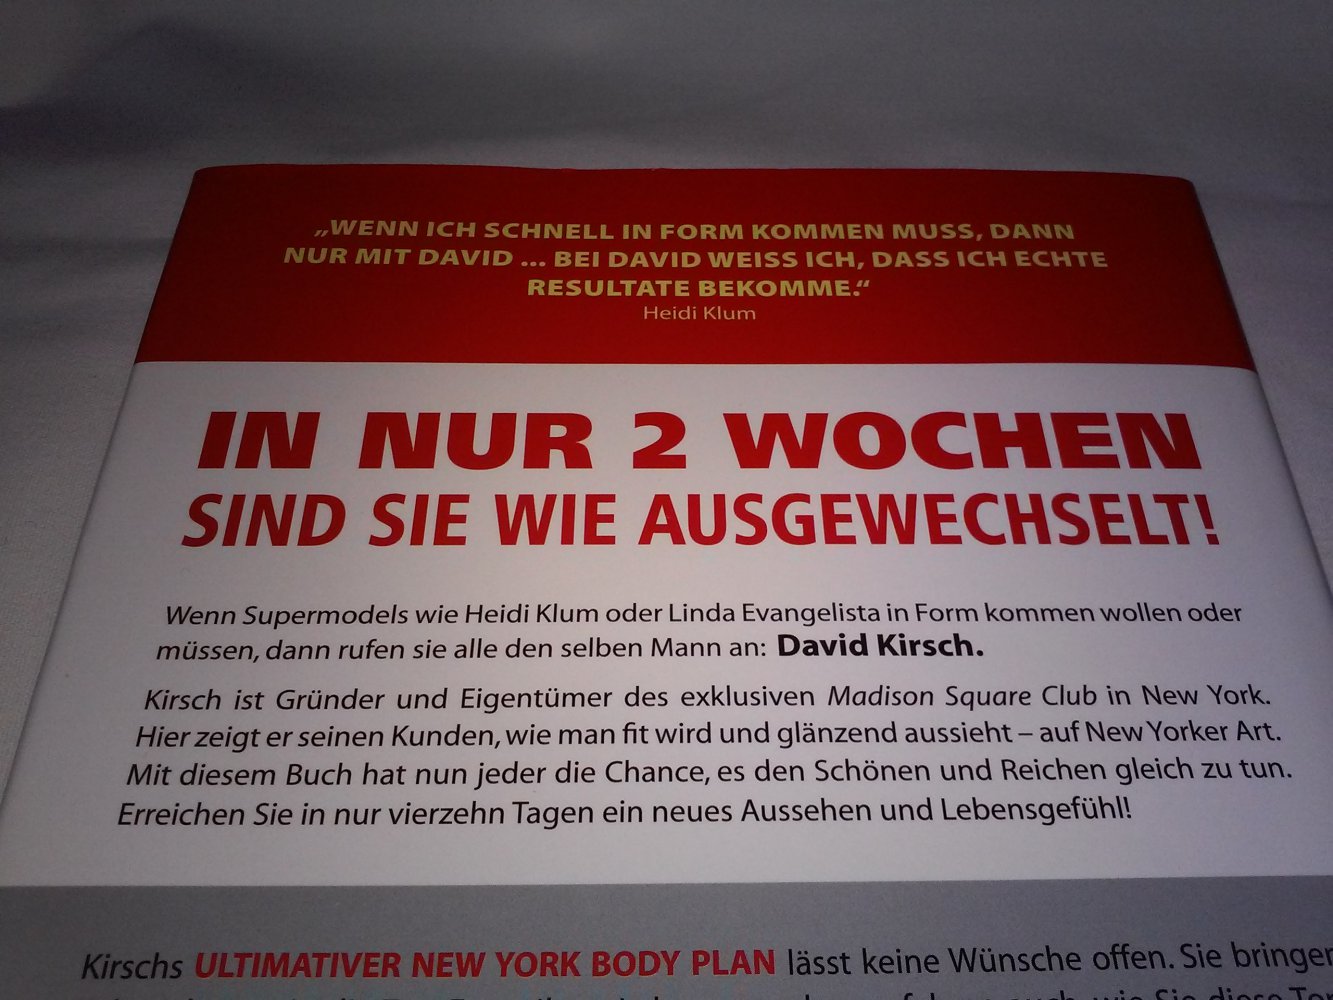 „WENN ICH SCHNELL IN FORM KOMMEN MUSS, DANN
NUR MIT DAVID ... BEI DAVID WEISS ICH, DASS ICH ECHTE
RESULTATE BEKOMME.“
Heidi Klum
IN NUR 2 WOCHEN
SIND SIE WIE AUSGEWECHSELT!
Wenn Supermodels wie Heidi Klum oder Linda Evangelista in Form kommen wollen oder
müssen, dann rufen sie alle den selben Mann an: David Kirsch.
Kirsch ist Gründer und Eigentümer des exklusiven Madison Square Club in New York.
Hier zeigt er seinen Kunden, wie man fit wird und glänzend aussieht – auf New Yorker Art.
Mit diesem Buch hat nun jeder die Chance, es den Schönen und Reichen gleich zu tun.
Erreichen Sie in nur vierzehn Tagen ein neues Aussehen und Lebensgefühl!
Kirschs ULTIMATIVER NEW YORK BODY PLAN lässt keine Wünsche offen. Sie bringen